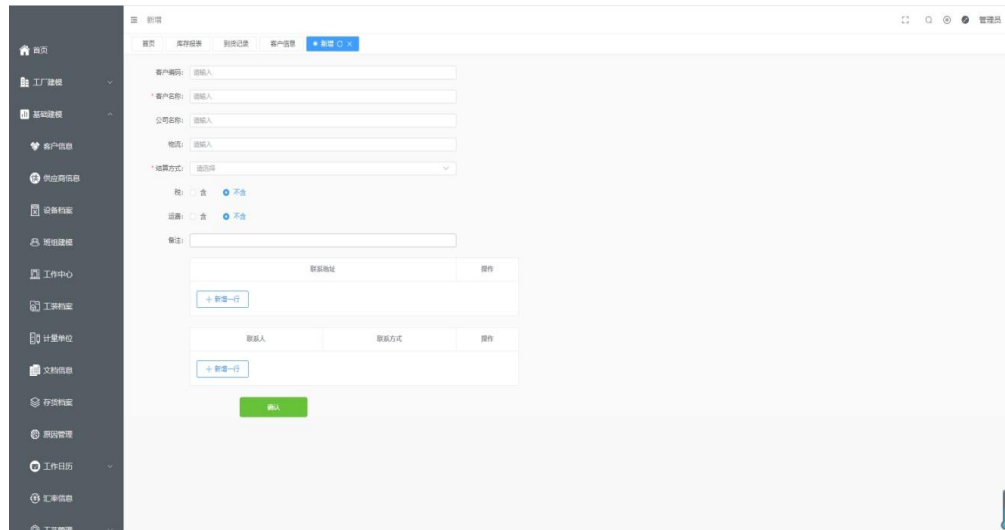 新增
管理员
首页
库存报表
到货记录
客户信息
新增
首页
工厂建模
基础建模
客户信息
供应商信息
设备档案
班组建模
工作中心
工装档案
计量单位
文档信息
存货档案
原因管理
工作日历
汇率信息
工艺管理
客户编码: 请输入
*客户名称: 请输入
公司名称: 请输入
物流: 请输入
*结算方式: 请选择
税: 含 不含
运费: 含 不含
备注:
联系地址 操作
+ 新增一行
联系人 联系方式 操作
+ 新增一行
确认